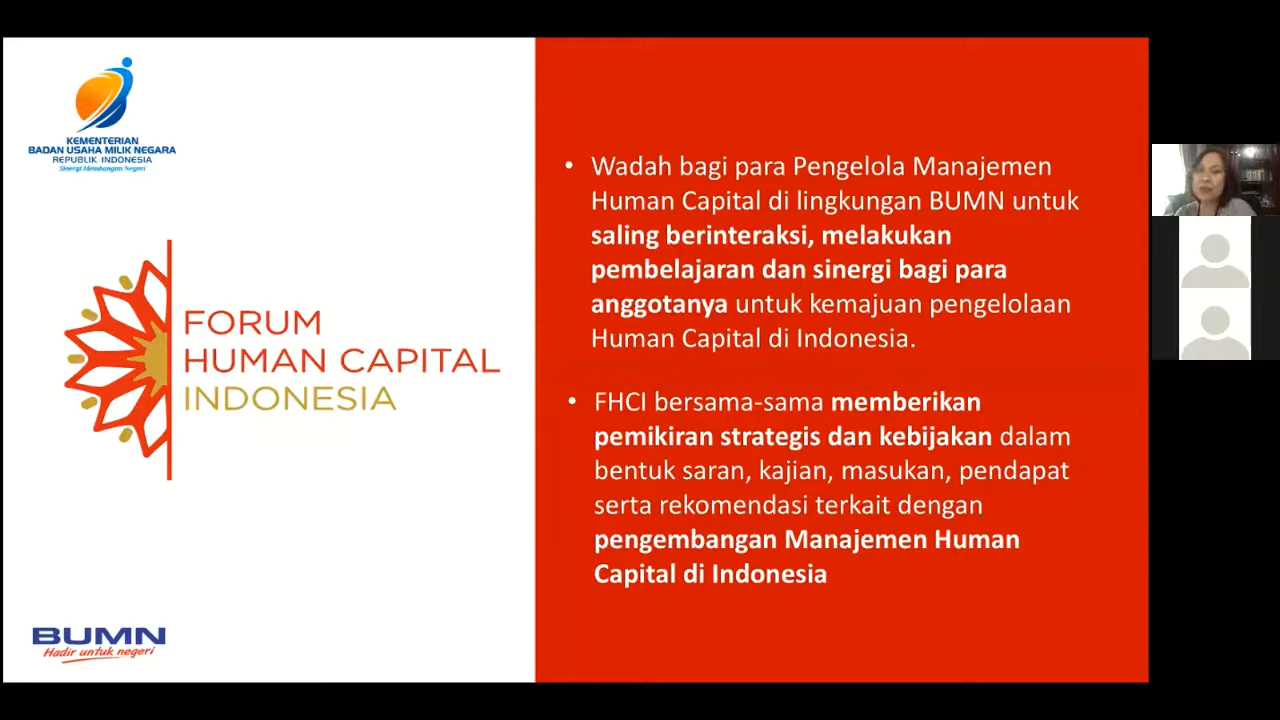 KEMENTERIAN
BADAN USAHA MILIK NEGARA
REPUBLIK INDONESIA
Sinergi Membangun Negeri
FORUM
HUMAN CAPITAL
INDONESIA
BUMN
Hadir untuk negeri
• Wadah bagi para Pengelola Manajemen
Human Capital di lingkungan BUMN untuk
saling berinteraksi, melakukan
pembelajaran dan sinergi bagi para
anggotanya untuk kemajuan pengelolaan
Human Capital di Indonesia.
• FHCI bersama-sama memberikan
pemikiran strategis dan kebijakan dalam
bentuk saran, kajian, masukan, pendapat
serta rekomendasi terkait dengan
pengembangan Manajemen Human
Capital di Indonesia